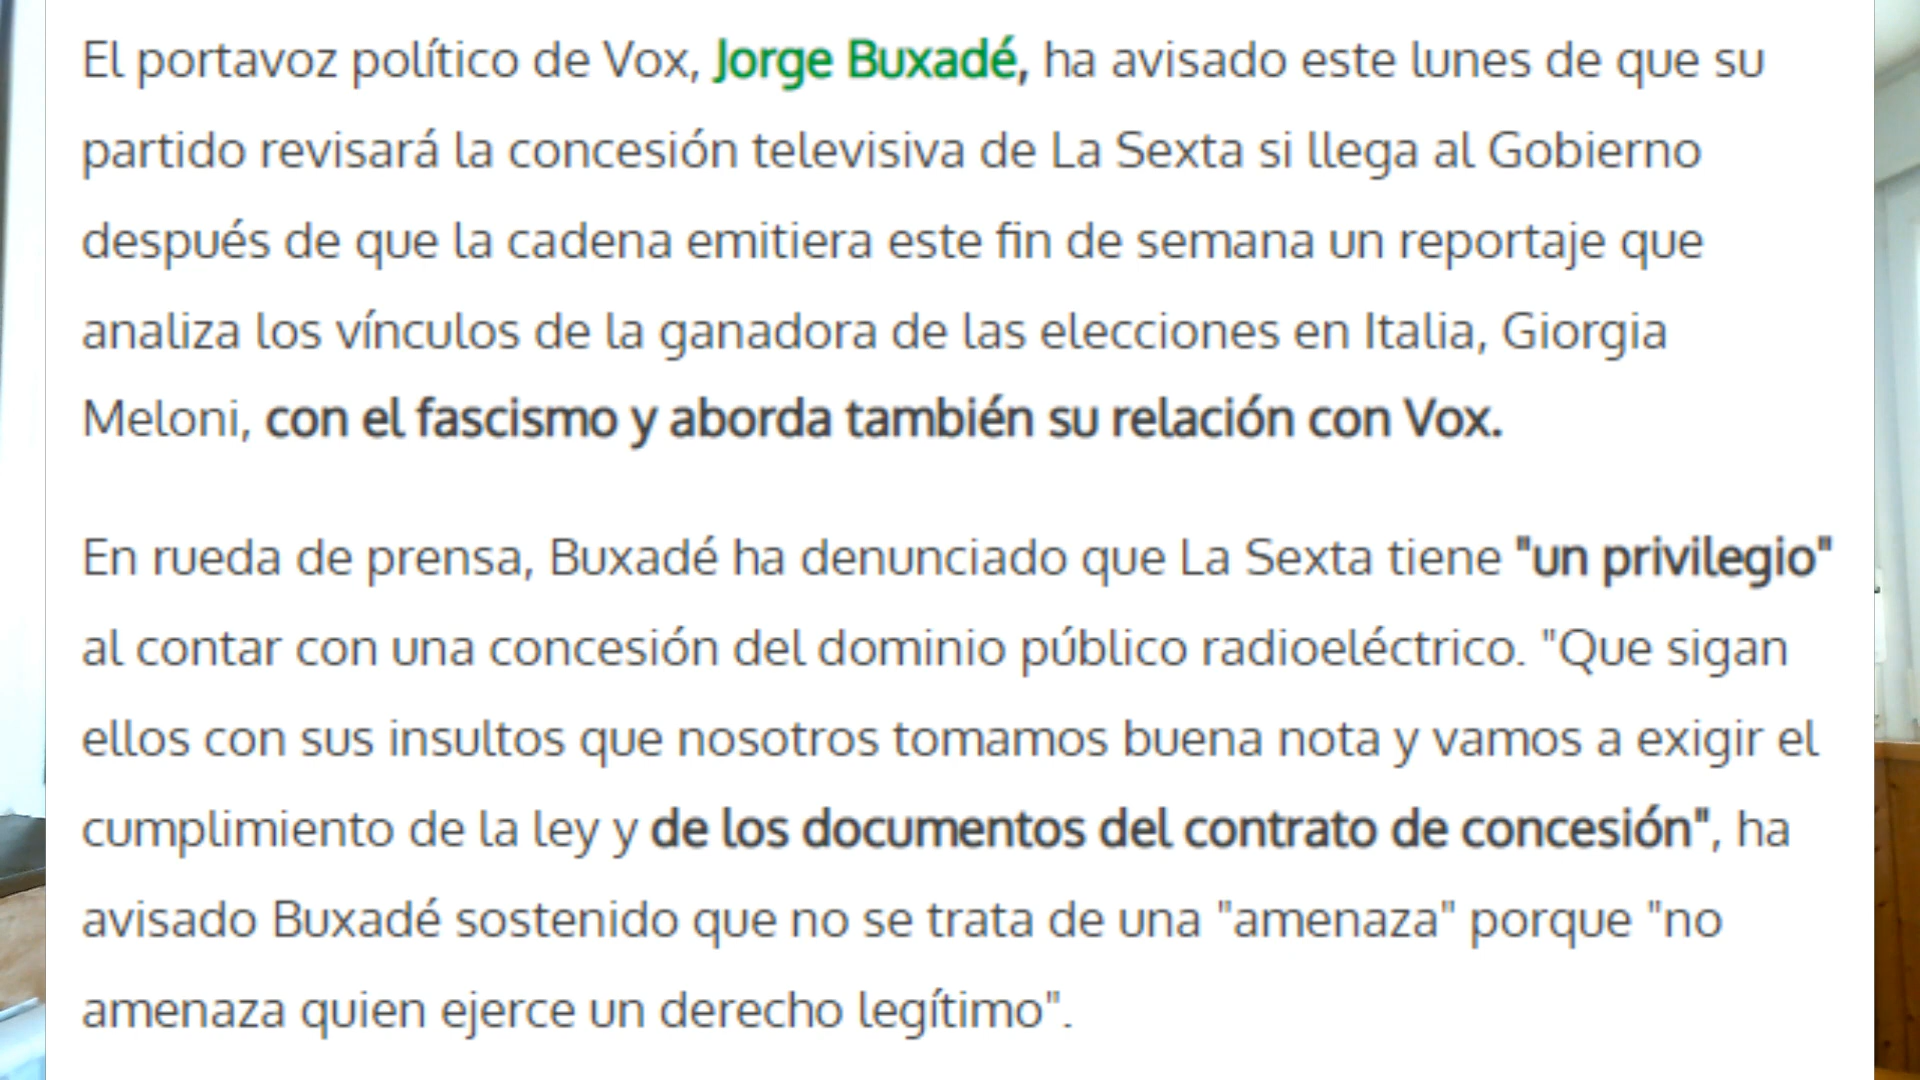 El portavoz político de Vox, Jorge Buxadé, ha avisado este lunes de que su
partido revisará la concesión televisiva de La Sexta si llega al Gobierno
después de que la cadena emitiera este fin de semana un reportaje que
analiza los vínculos de la ganadora de las elecciones en Italia, Giorgia
Meloni, con el fascismo y aborda también su relación con Vox.
En rueda de prensa, Buxadé ha denunciado que La Sexta tiene "un privilegio"
al contar con una concesión del dominio público radioeléctrico. "Que sigan
ellos con sus insultos que nosotros tomamos buena nota y vamos a exigir el
cumplimiento de la ley y de los documentos del contrato de concesión", ha
avisado Buxadé sostenido que no se trata de una "amenaza" porque "no
amenaza quien ejerce un derecho legítimo".